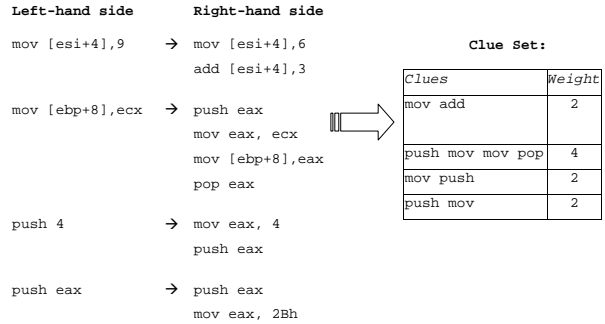 Left-hand side Right-hand side
mov [esi+4],9 → mov [esi+4],6
add [esi+4],3
mov [ebp+8],ecx → push eax
mov eax, ecx
mov [ebp+8],eax
pop eax
push 4 → mov eax, 4
push eax
push eax → push eax
mov eax, 2Bh
Clue Set:
Clues Weight
mov add 2
push mov mov pop 4
mov push 2
push mov 2